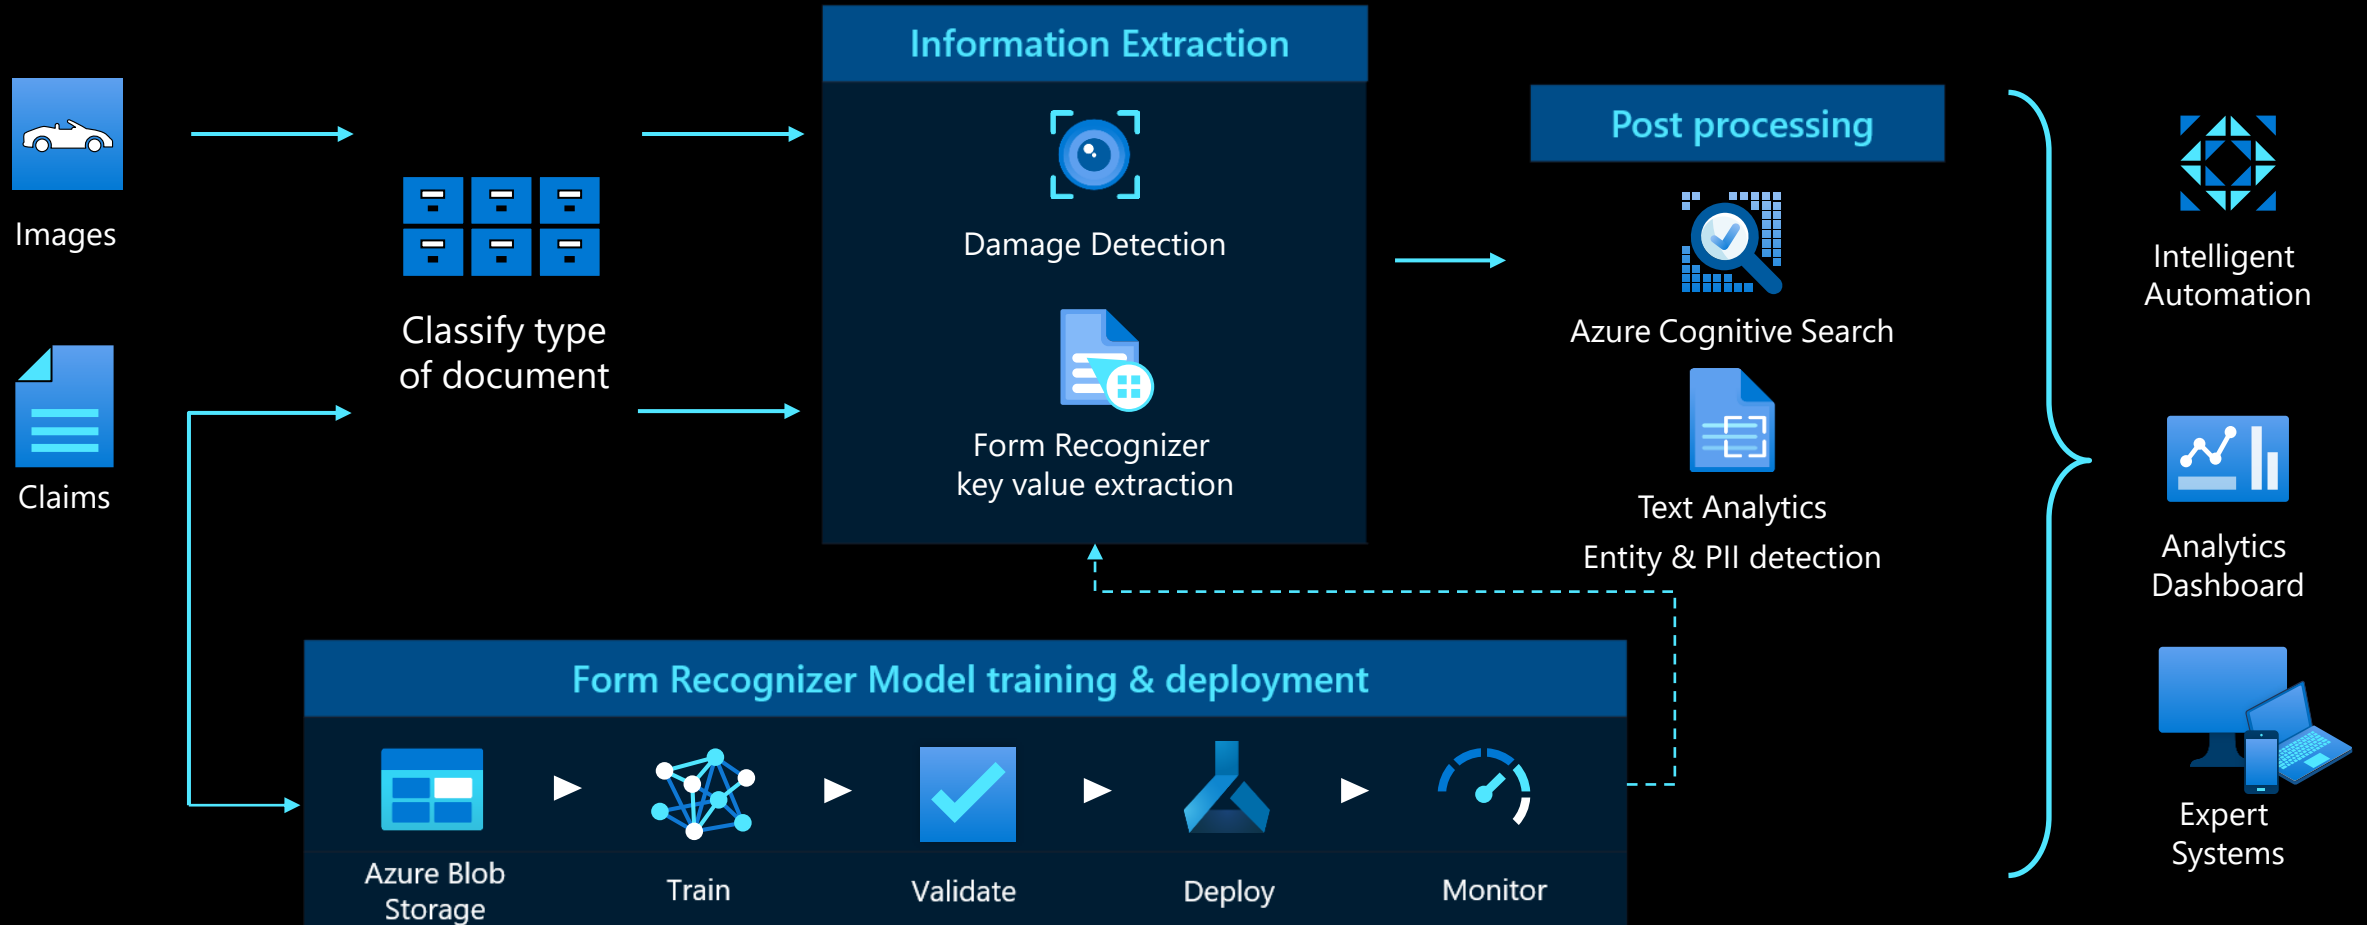 Images
Claims
Classify type
of document
Information Extraction
Damage Detection
Form Recognizer
key value extraction
Post processing
Azure Cognitive Search
Text Analytics
Entity & PII detection
Intelligent
Automation
Analytics
Dashboard
Expert
Systems
Form Recognizer Model training & deployment
Azure Blob
Storage
Train
Validate
Deploy
Monitor